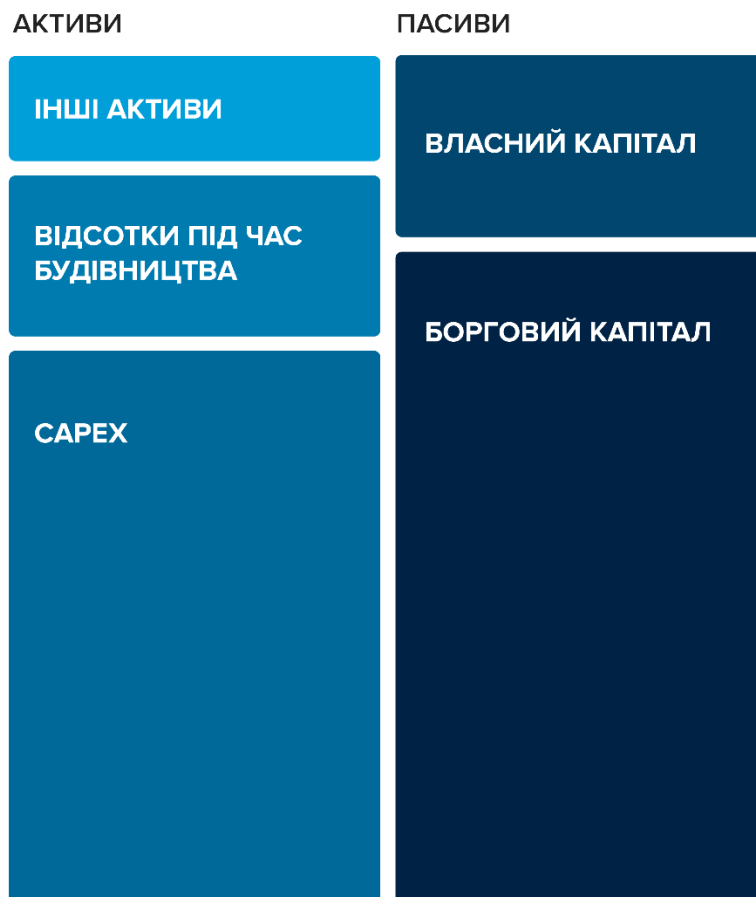 АКТИВИ
ІНШІ АКТИВИ
ВІДСОТКИ ПІД ЧАС
БУДІВНИЦТВА
CAPEX
ПАСИВИ
ВЛАСНИЙ КАПІТАЛ
БОРГОВИЙ КАПІТАЛ